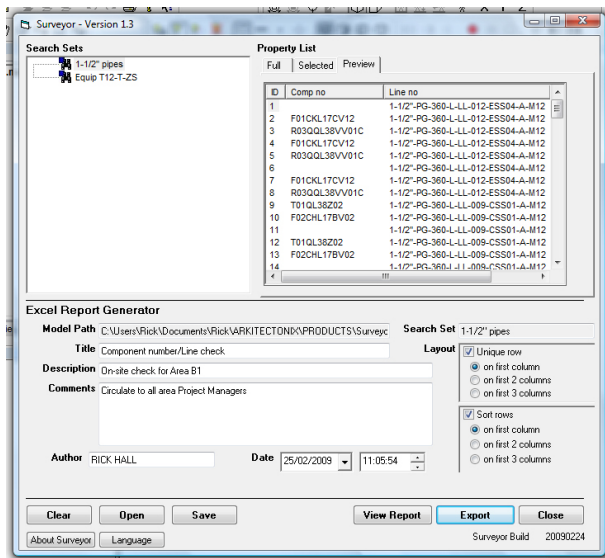 Surveyor - Version 1.3
Search Sets
1-1/2" pipes
Equip T12-T-ZS
Property List
Full Selected Preview
ID Comp no Line no
1 1-1/2"-PG-360-L-LL-012-ESS04-A-M12
2 F01CKL17CV12 1-1/2"-PG-360-L-LL-012-ESS04-A-M12
3 R03QQL38VV01C 1-1/2"-PG-360-L-LL-012-ESS04-A-M12
4 F01CKL17CV12 1-1/2"-PG-360-L-LL-012-ESS04-A-M12
5 R03QQL38VV01C 1-1/2"-PG-360-L-LL-012-ESS04-A-M12
6 1-1/2"-PG-360-L-LL-012-ESS04-A-M12
7 F01CKL17CV12 1-1/2"-PG-360-L-LL-012-ESS04-A-M12
8 R03QQL38VV01C 1-1/2"-PG-360-L-LL-012-ESS04-A-M12
9 T01QL38Z02 1-1/2"-PG-360-L-LL-009-CSS01-A-M12
10 F02CHL17BV02 1-1/2"-PG-360-L-LL-009-CSS01-A-M12
11 1-1/2"-PG-360-L-LL-009-CSS01-A-M12
12 T01QL38Z02 1-1/2"-PG-360-L-LL-009-CSS01-A-M12
13 F02CHL17BV02 1-1/2"-PG-360-L-LL-009-CSS01-A-M12
14 1-1/2"-PG-360-L-LL-009-CSS01-A-M12
Excel Report Generator
Model Path C:\Users\Rick\Documents\Rick\ARKITECTONIX\PRODUCTS\Surveyc
Search Set 1-1/2" pipes
Title Component number/Line check
Layout Unique row
on first column
on first 2 columns
on first 3 columns
Description On-site check for Area B1
Comments Circulate to all area Project Managers
Sort rows
on first column
on first 2 columns
on first 3 columns
Author RICK HALL Date 25/02/2009 11:05:54
Clear Open Save View Report Export Close
About Surveyor Language Surveyor Build 20090224